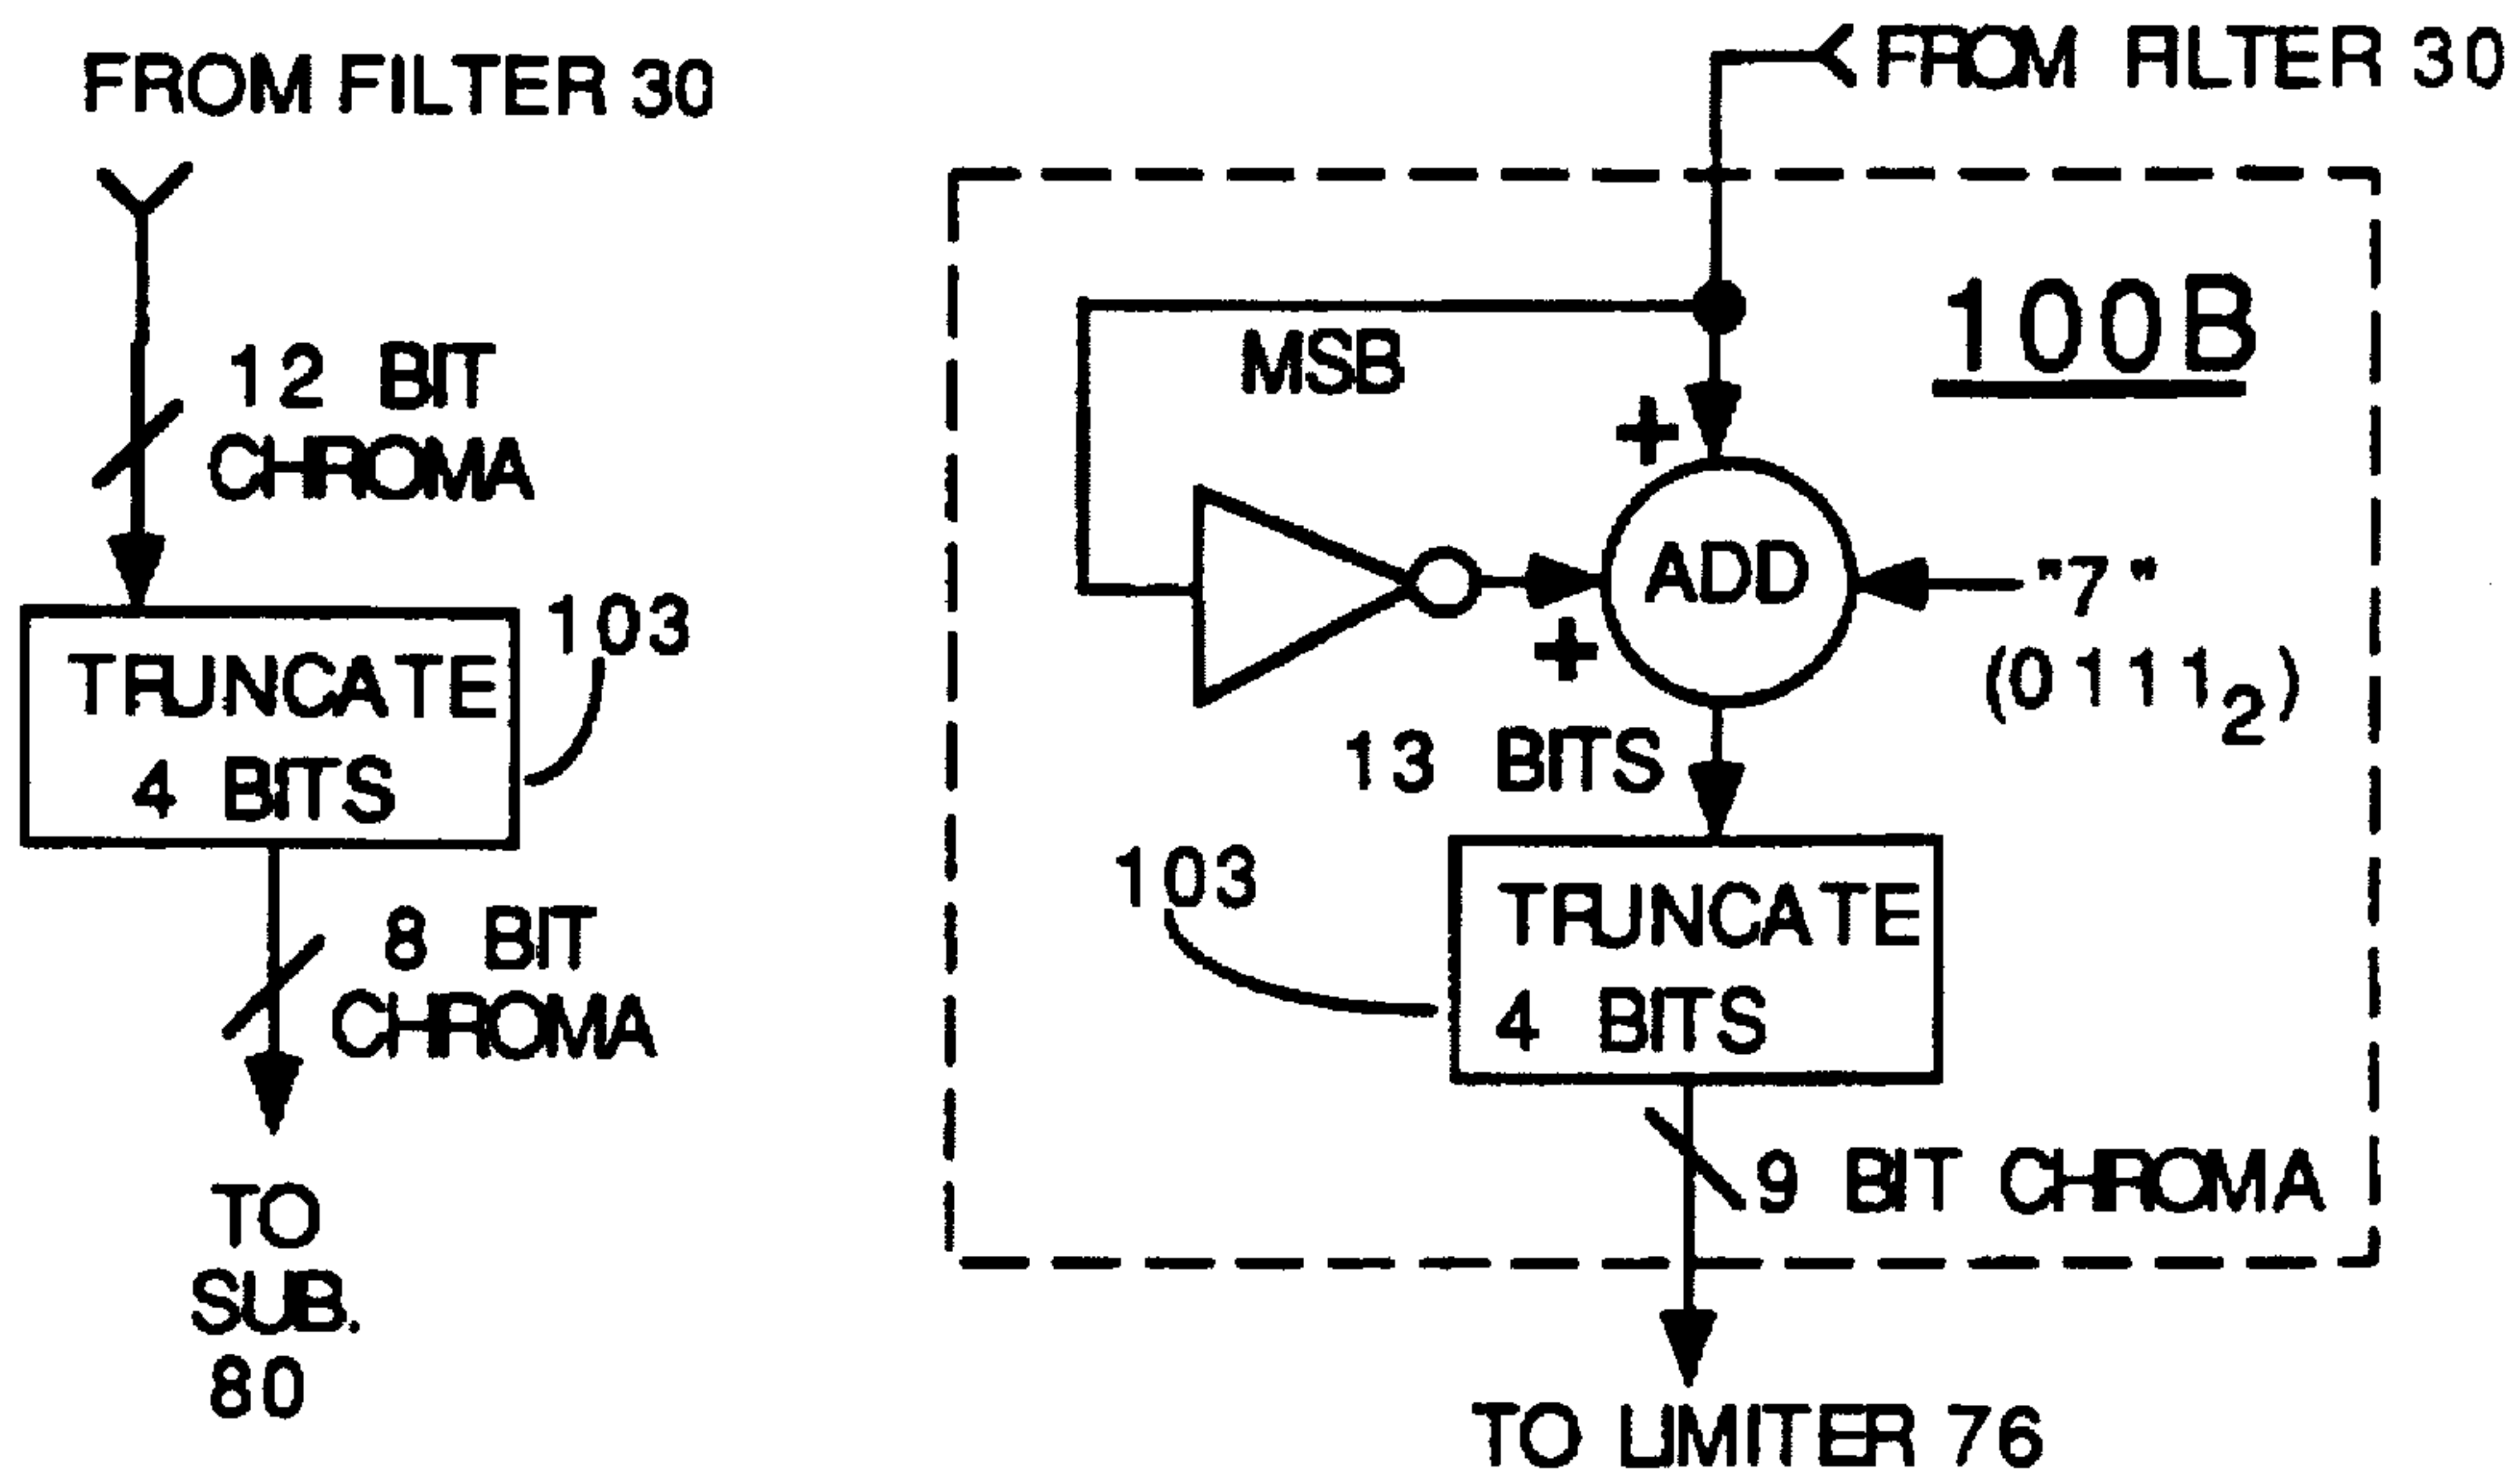 FROM FILTER 30
12 BIT
CHROMA
TRUNCATE
4 BITS
103
8 BIT
CHROMA
TO
SUB.
80
FROM FILTER 30
100B
MSB
+
ADD
+
"7"
(0111₂)
13 BITS
103
TRUNCATE
4 BITS
9 BIT CHROMA
TO LIMITER 76